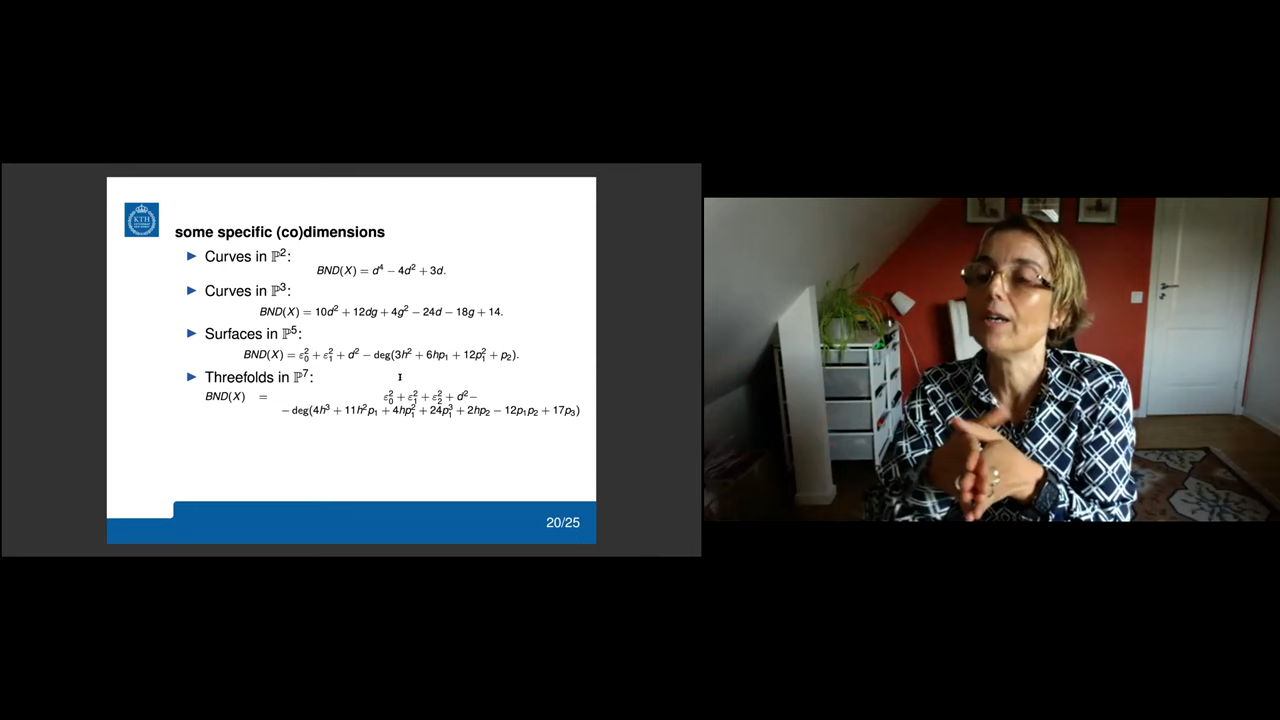 KTH
some specific (co)dimensions
▶ Curves in ℙ²:
BND(X) = d⁴ − 4d² + 3d.
▶ Curves in ℙ³:
BND(X) = 10d² + 12dg + 4g² − 24d − 18g + 14.
▶ Surfaces in ℙ⁵:
BND(X) = ε₀² + ε₁² + d² − deg(3h² + 6hp₁ + 12p₁² + p₂).
▶ Threefolds in ℙ⁷:
BND(X) = ε₀² + ε₁² + ε₂² + d² −
− deg(4h³ + 11h²p₁ + 4hp₁² + 24p₁³ + 2hp₂ − 12p₁p₂ + 17p₃)
20/25